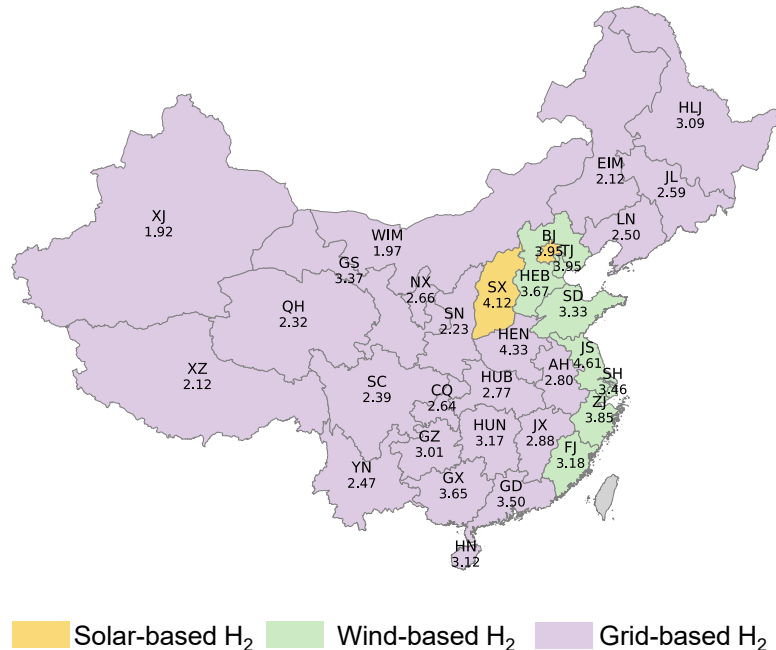 HLJ
3.09
EIM
2.12
JL
2.59
LN
2.50
XJ
1.92
WIM
1.97
GS
3.37
BJ
3.95
TJ
3.95
HEB
3.67
NX
2.66
SX
4.12
SD
3.33
QH
2.32
SN
2.23
HEN
4.33
JS
4.61
XZ
2.12
SC
2.39
CQ
2.64
HUB
2.77
AH
2.80
SH
3.46
ZJ
3.85
GZ
3.01
HUN
3.17
JX
2.88
FJ
3.18
YN
2.47
GX
3.65
GD
3.50
HN
3.12
Solar-based H₂
Wind-based H₂
Grid-based H₂